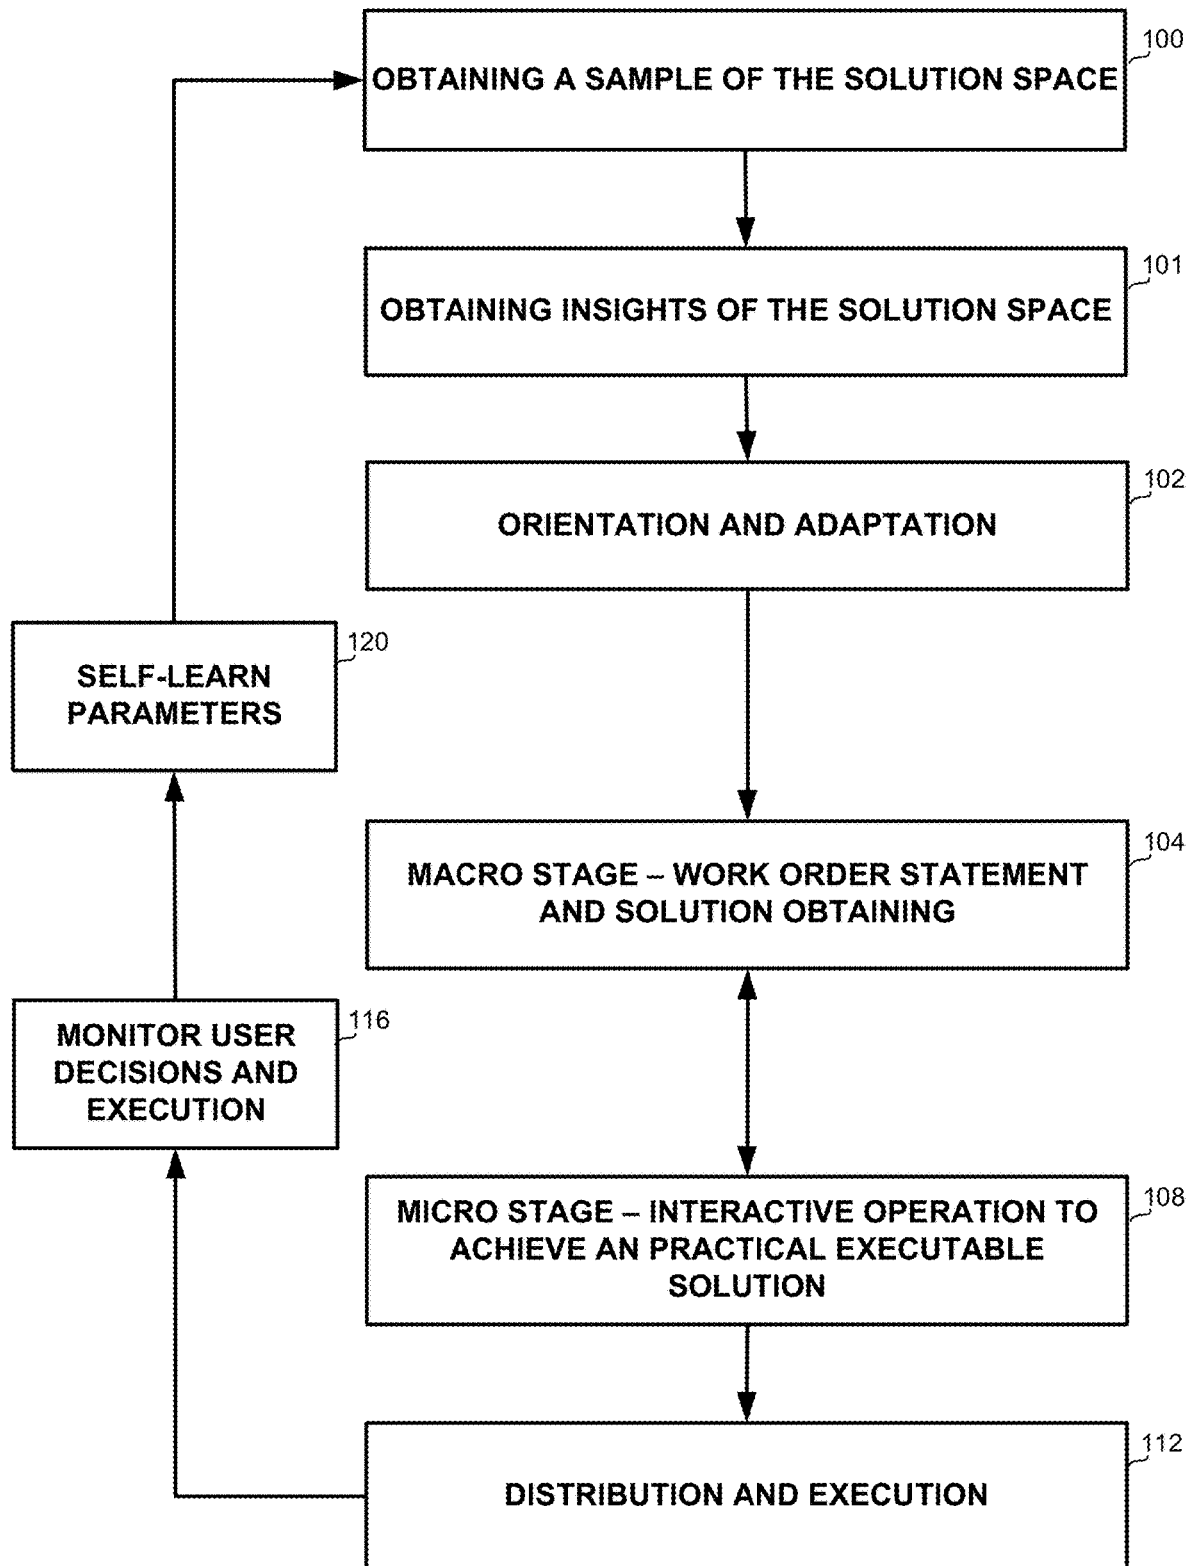 100
OBTAINING A SAMPLE OF THE SOLUTION SPACE
101
OBTAINING INSIGHTS OF THE SOLUTION SPACE
102
ORIENTATION AND ADAPTATION
120
SELF-LEARN
PARAMETERS
104
MACRO STAGE – WORK ORDER STATEMENT
AND SOLUTION OBTAINING
116
MONITOR USER
DECISIONS AND
EXECUTION
108
MICRO STAGE – INTERACTIVE OPERATION TO
ACHIEVE AN PRACTICAL EXECUTABLE
SOLUTION
112
DISTRIBUTION AND EXECUTION